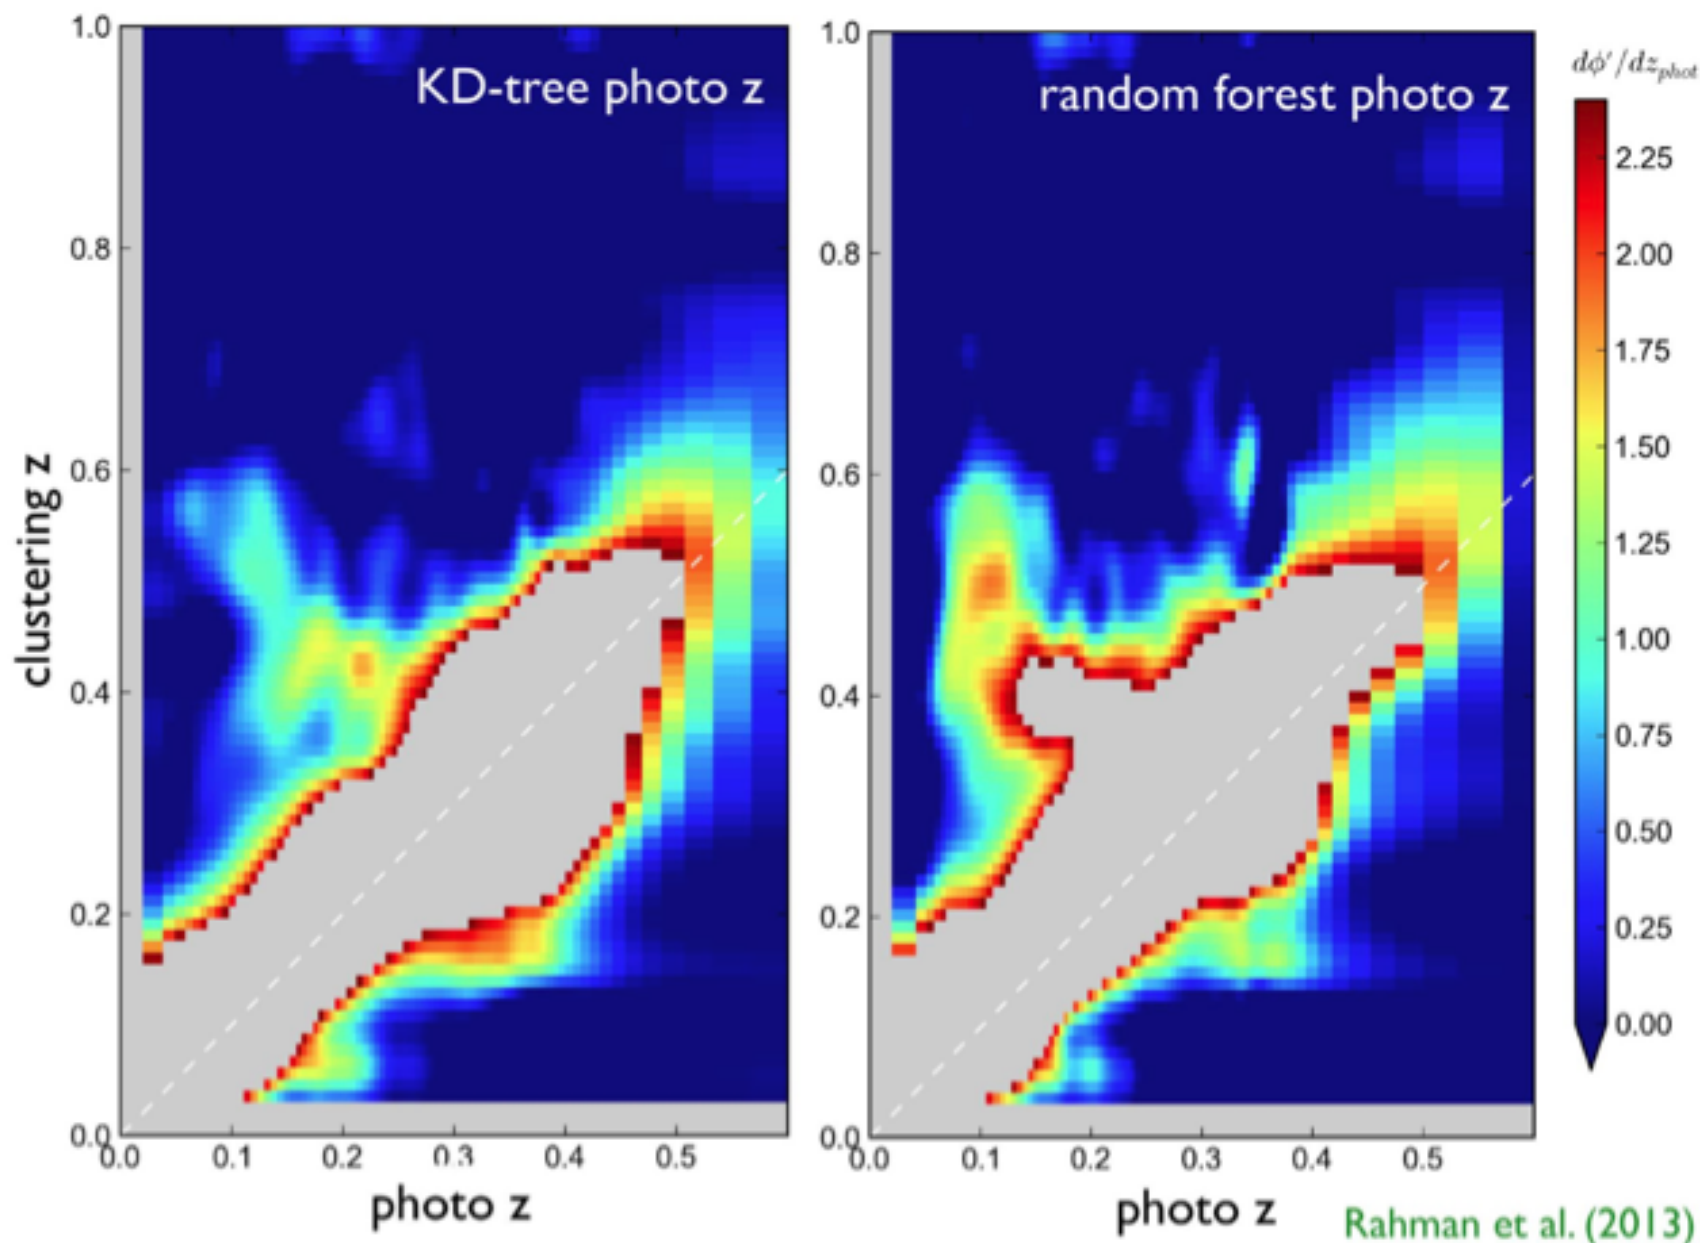 KD-tree photo z
random forest photo z
dϕ′/dz_phot
1.0
0.8
0.6
0.4
0.2
0.0
clustering z
0.0 0.1 0.2 0.3 0.4 0.5
photo z
1.0
0.8
0.6
0.4
0.2
0.0
0.0 0.1 0.2 0.3 0.4 0.5
photo z
2.25
2.00
1.75
1.50
1.25
1.00
0.75
0.50
0.25
0.00
Rahman et al. (2013)